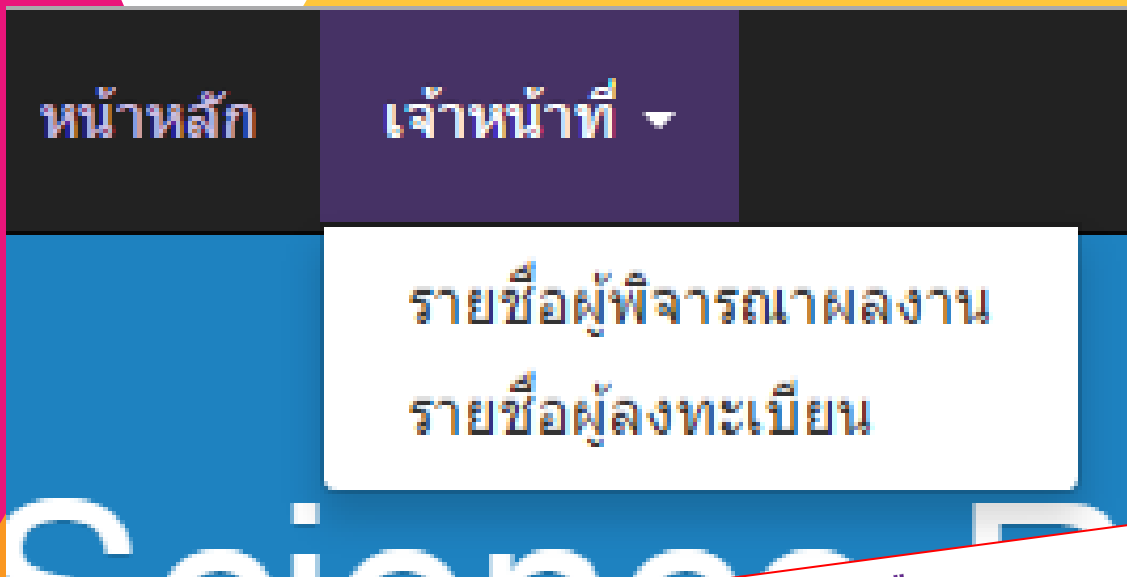 หน้าหลัก เจ้าหน้าที่
รายชื่อผู้พิจารณาผลงาน
รายชื่อผู้ลงทะเบียน
Science